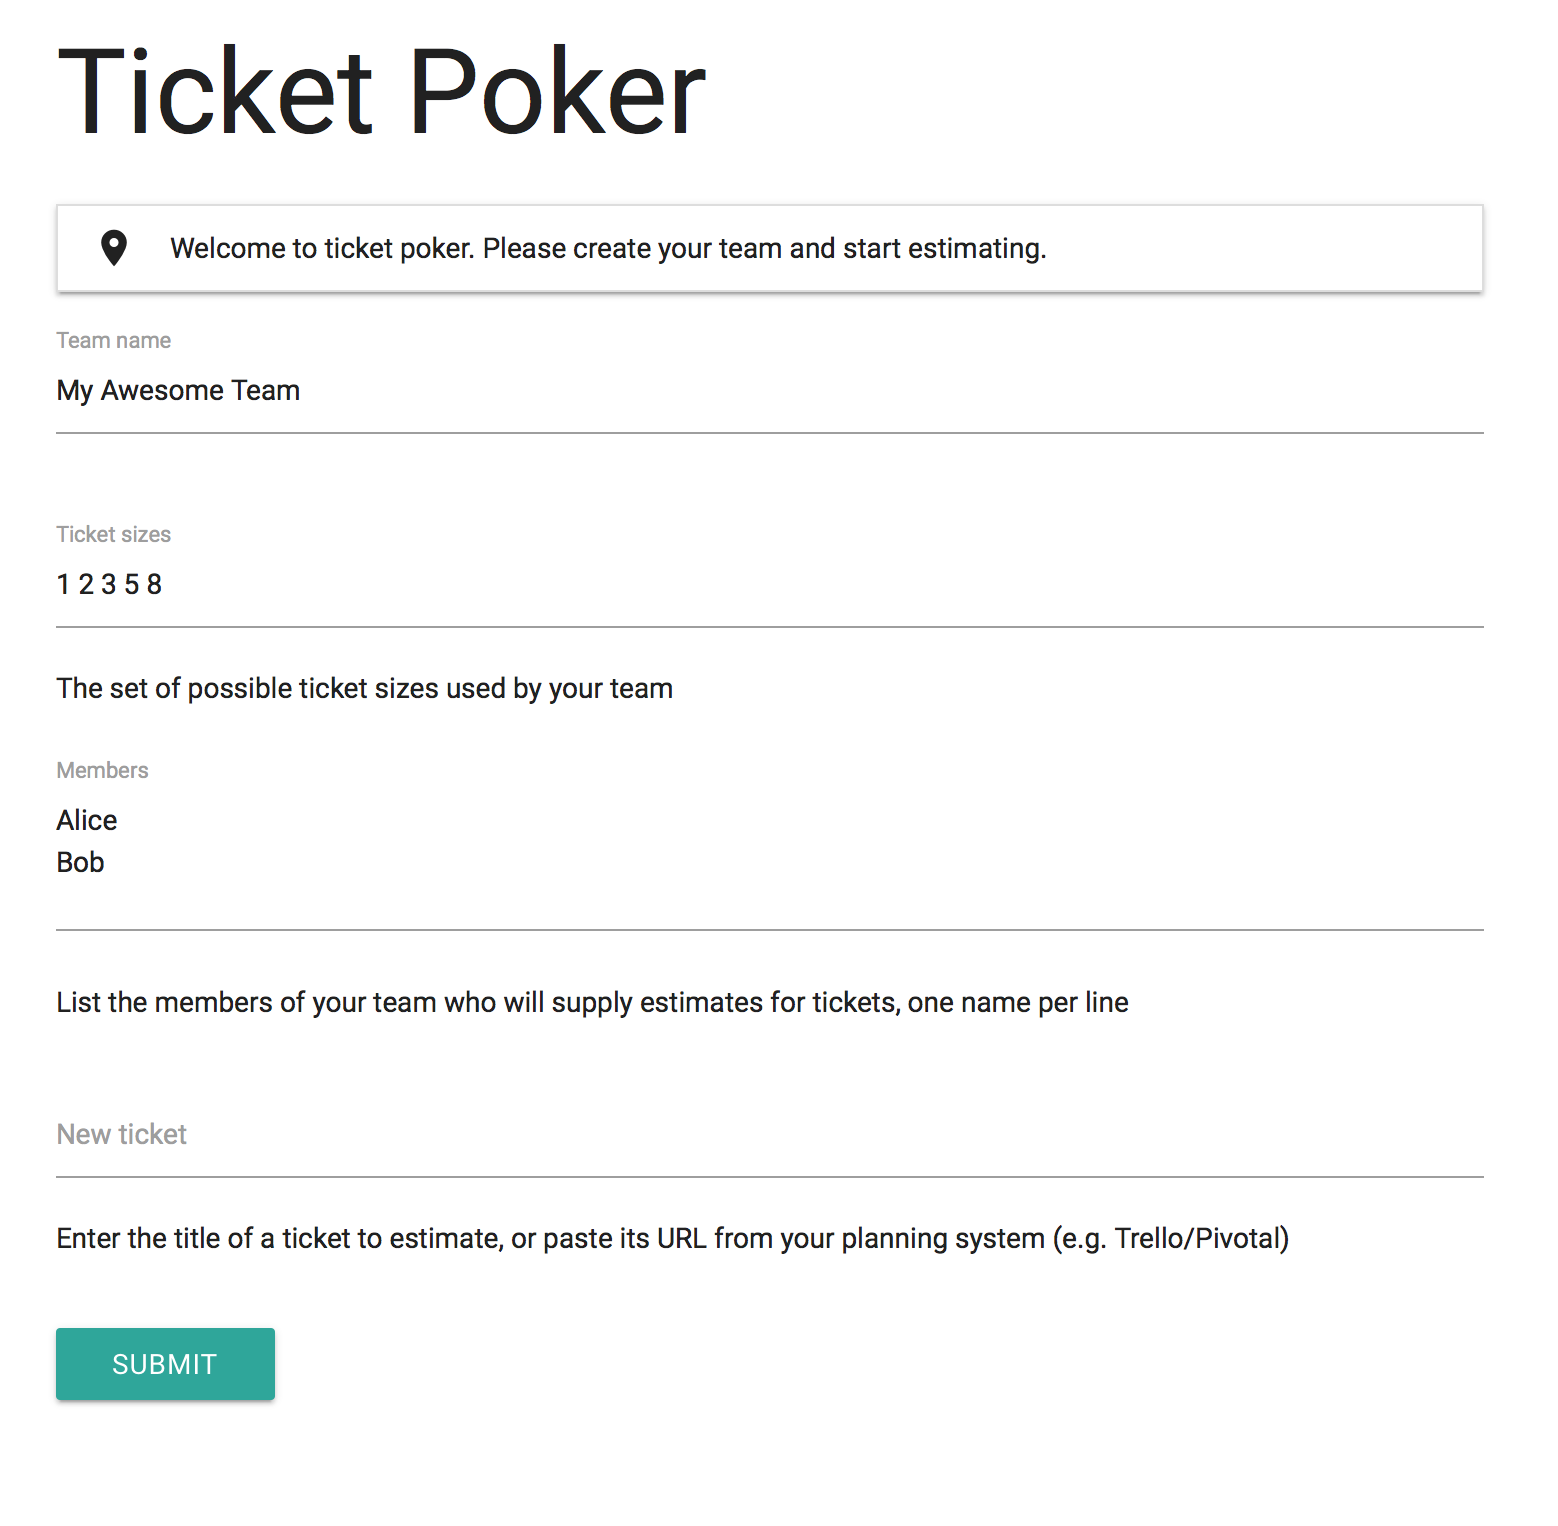 Ticket Poker
Welcome to ticket poker. Please create your team and start estimating.
Team name
My Awesome Team
Ticket sizes
1 2 3 5 8
The set of possible ticket sizes used by your team
Members
Alice
Bob
List the members of your team who will supply estimates for tickets, one name per line
New ticket
Enter the title of a ticket to estimate, or paste its URL from your planning system (e.g. Trello/Pivotal)
SUBMIT